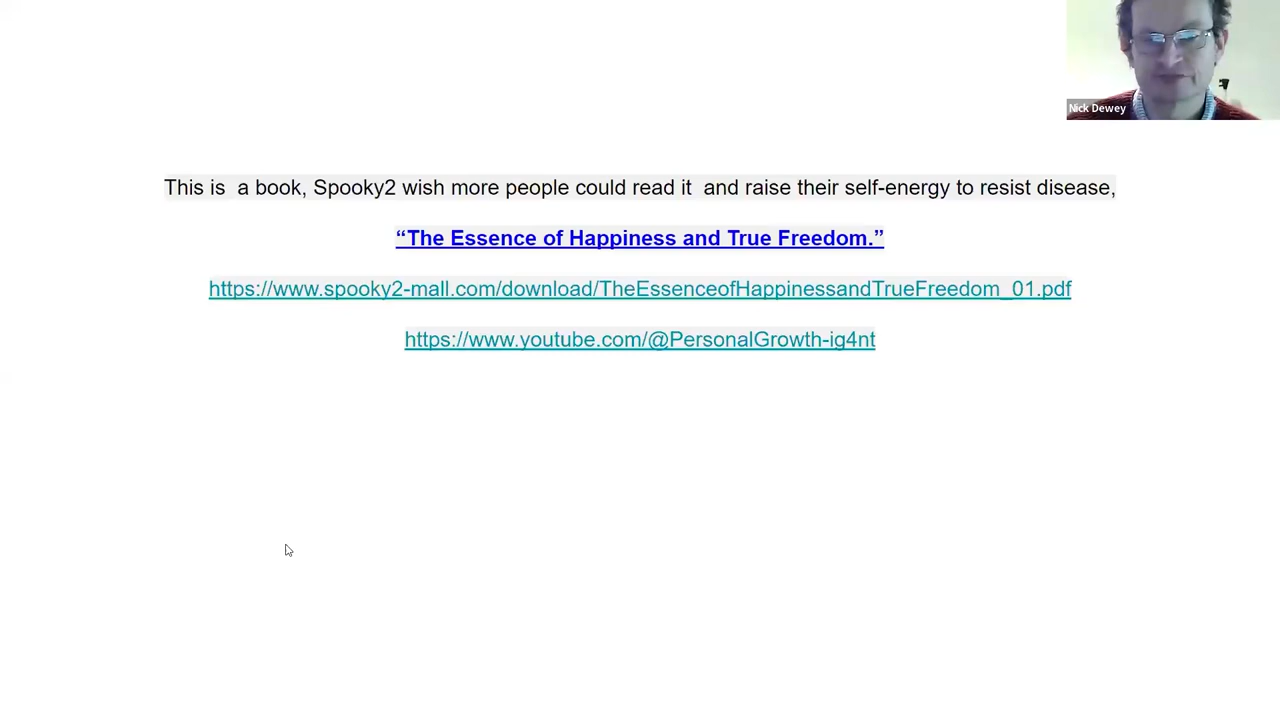 Nick Dewey
This is  a book, Spooky2 wish more people could read it  and raise their self-energy to resist disease,
“The Essence of Happiness and True Freedom.”
https://www.spooky2-mall.com/download/TheEssenceofHappinessandTrueFreedom_01.pdf
https://www.youtube.com/@PersonalGrowth-ig4nt